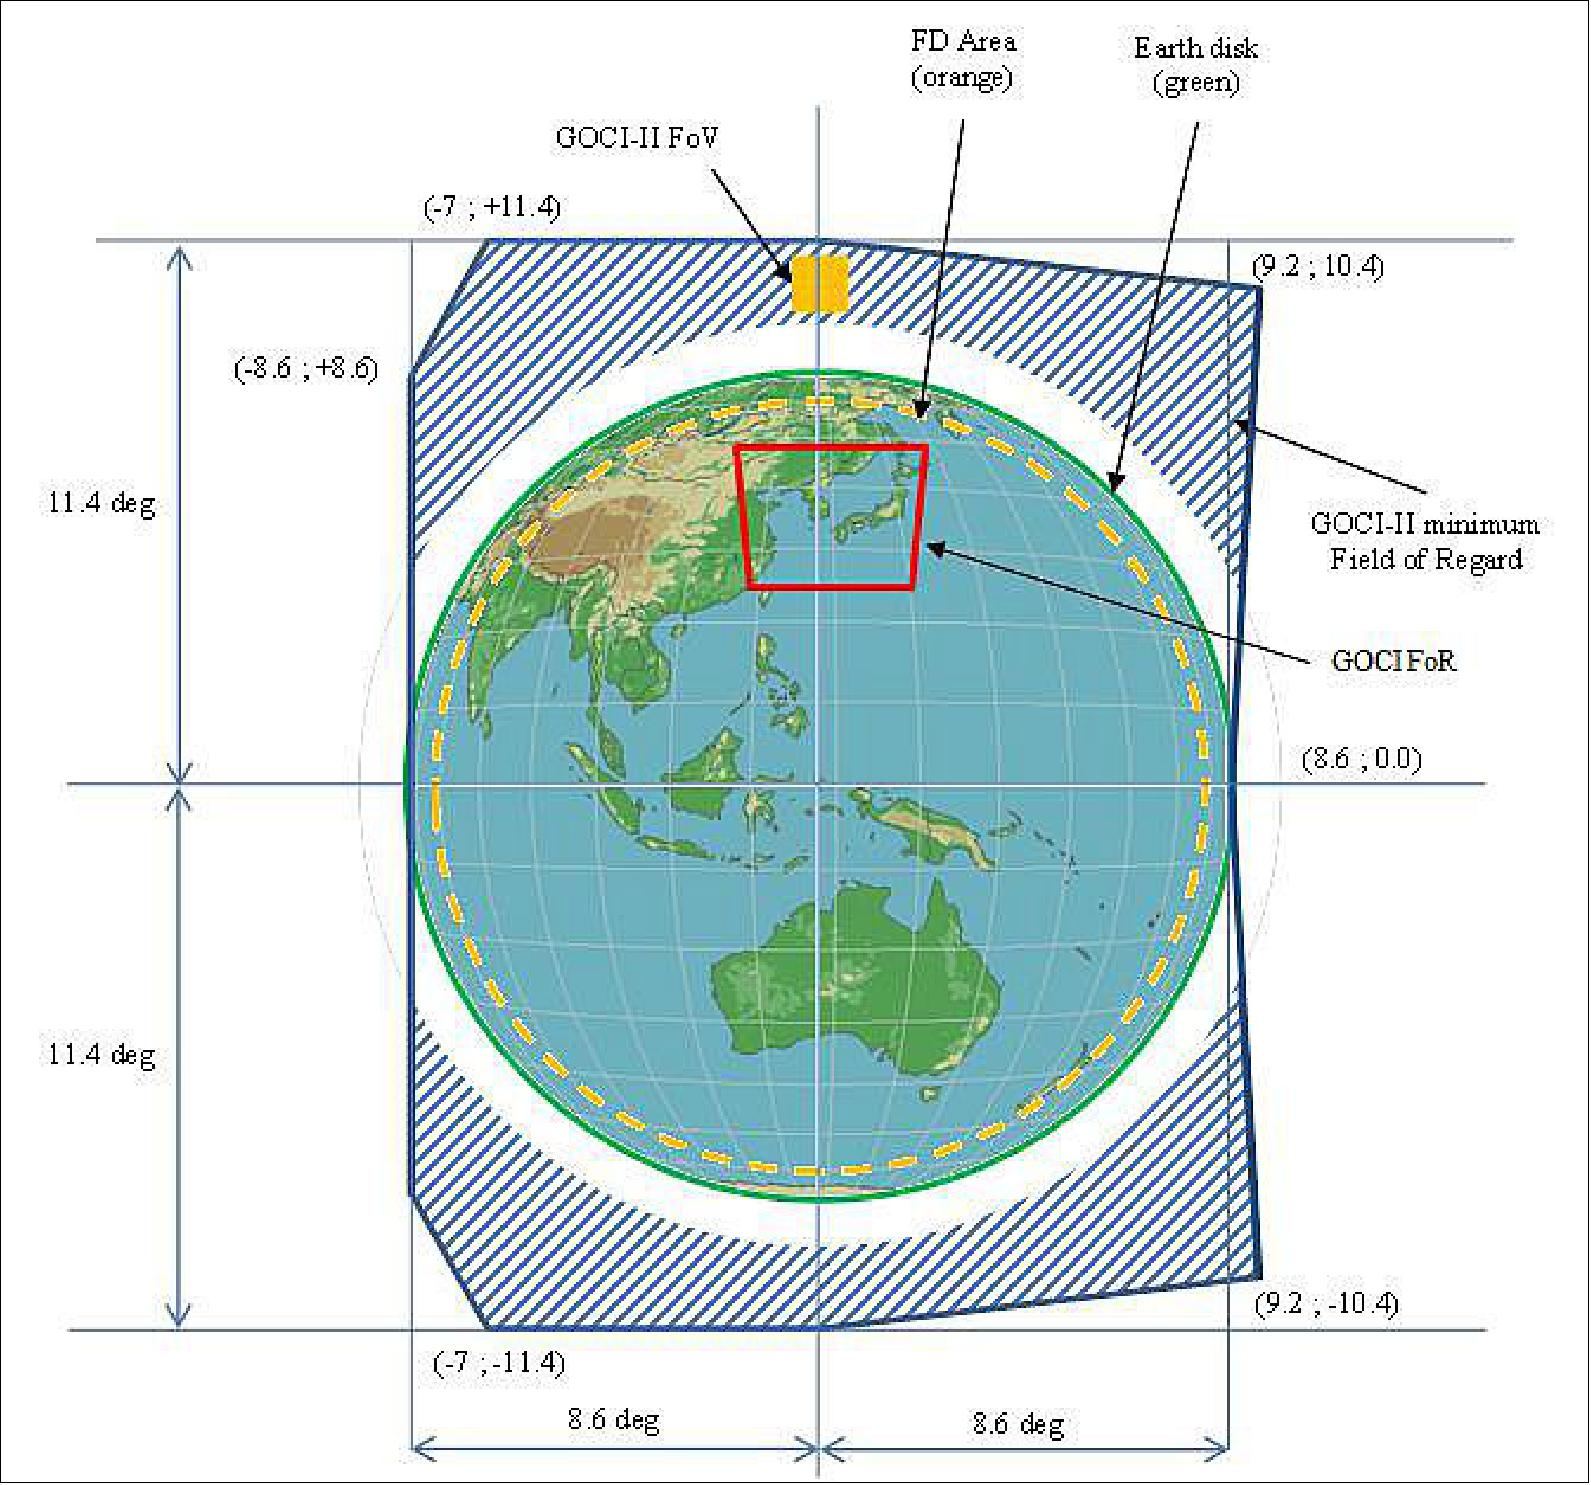 FD Area
(orange)
Earth disk
(green)
GOCI-II FoV
(-7 ; +11.4)
(9.2 ; 10.4)
(-8.6 ; +8.6)
11.4 deg
GOCI-II minimum
Field of Regard
GOCI FoR
(8.6 ; 0.0)
11.4 deg
(9.2 ; -10.4)
(-7 ; -11.4)
8.6 deg
8.6 deg